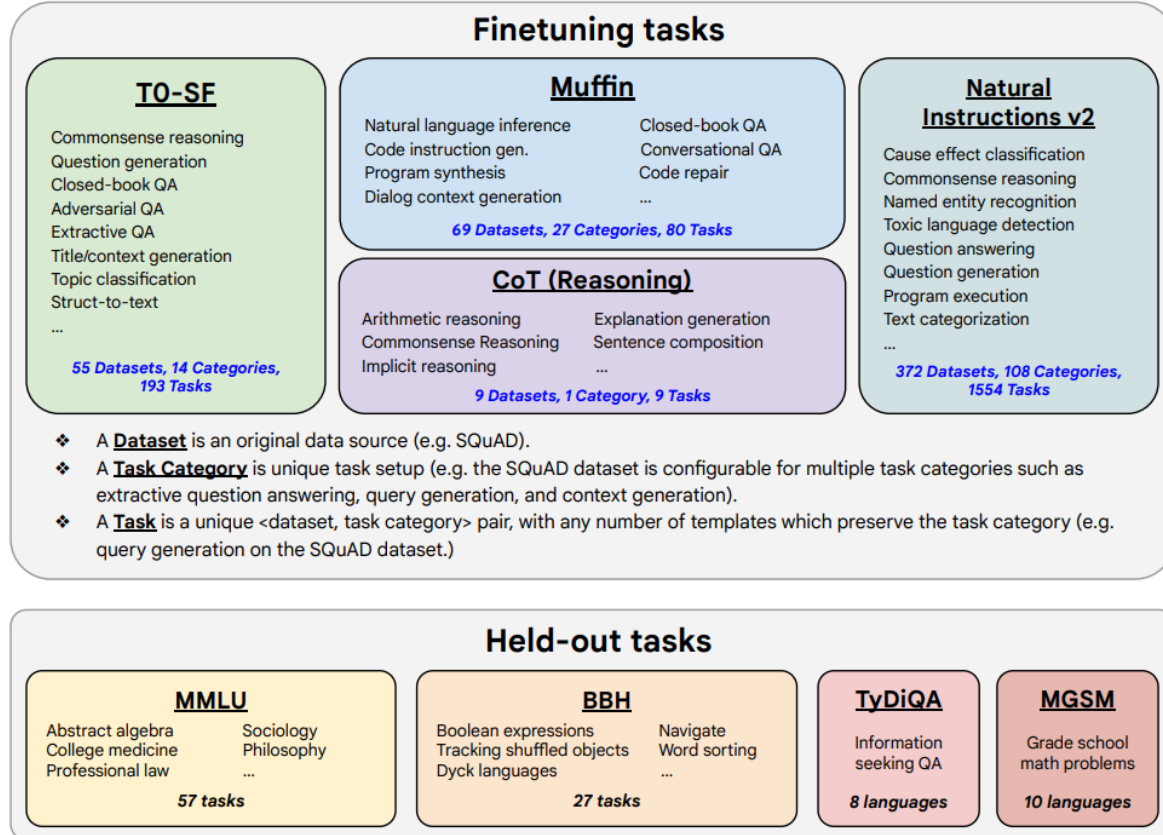 Finetuning tasks
T0-SF
Commonsense reasoning
Question generation
Closed-book QA
Adversarial QA
Extractive QA
Title/context generation
Topic classification
Struct-to-text
...
55 Datasets, 14 Categories,
193 Tasks
Muffin
Natural language inference
Code instruction gen.
Program synthesis
Dialog context generation
Closed-book QA
Conversational QA
Code repair
...
69 Datasets, 27 Categories, 80 Tasks
CoT (Reasoning)
Arithmetic reasoning
Commonsense Reasoning
Implicit reasoning
Explanation generation
Sentence composition
...
9 Datasets, 1 Category, 9 Tasks
Natural
Instructions v2
Cause effect classification
Commonsense reasoning
Named entity recognition
Toxic language detection
Question answering
Question generation
Program execution
Text categorization
...
372 Datasets, 108 Categories,
1554 Tasks
❖ A Dataset is an original data source (e.g. SQuAD).
❖ A Task Category is unique task setup (e.g. the SQuAD dataset is configurable for multiple task categories such as
extractive question answering, query generation, and context generation).
❖ A Task is a unique <dataset, task category> pair, with any number of templates which preserve the task category (e.g.
query generation on the SQuAD dataset.)
Held-out tasks
MMLU
Abstract algebra
College medicine
Professional law
Sociology
Philosophy
...
57 tasks
BBH
Boolean expressions
Tracking shuffled objects
Dyck languages
Navigate
Word sorting
...
27 tasks
TyDiQA
Information
seeking QA
8 languages
MGSM
Grade school
math problems
10 languages